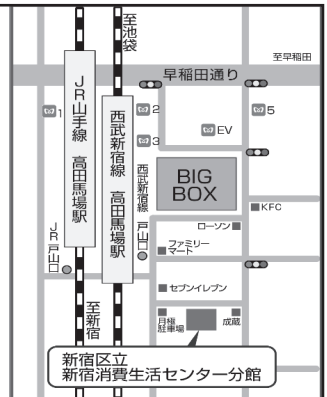 至池袋
至早稲田
早稲田通り
1
2
3
EV
5
JR山手線 高田馬場駅
西武新宿線 高田馬場駅
西武新宿線 戸山口
JR 戸山口
BIG
BOX
KFC
ローソン
ファミリー
マート
セブンイレブン
至新宿
月極
駐車場
成蔵
新宿区立
新宿消費生活センター分館